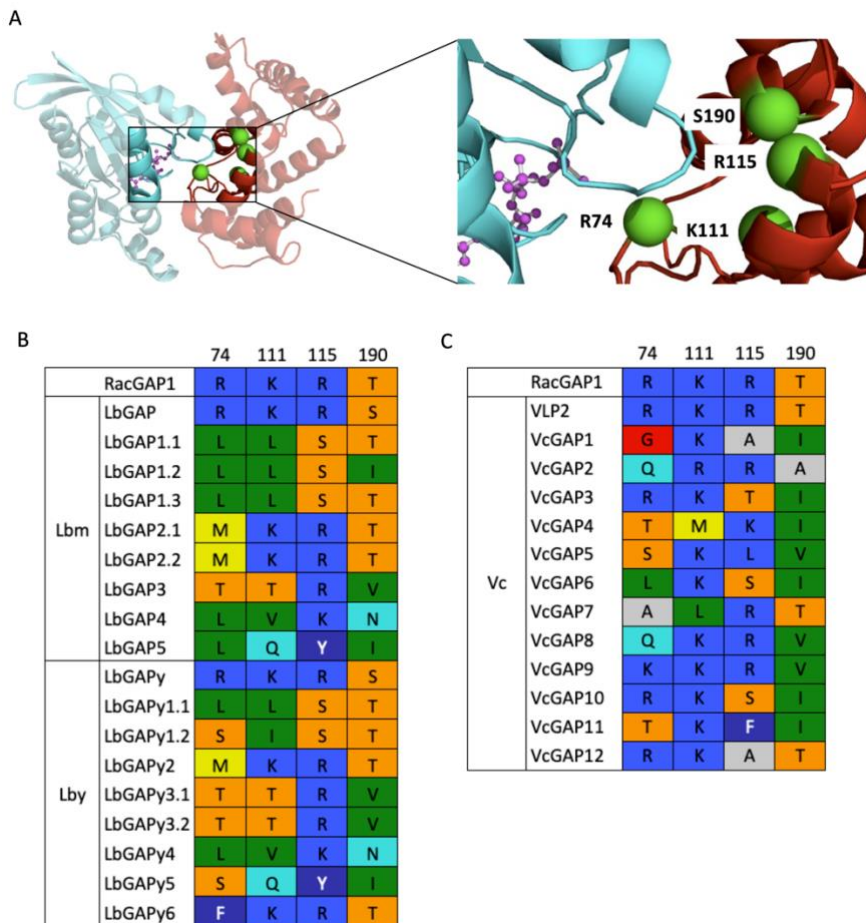 A
S190
R115
R74
K111
B
74 111 115 190
RacGAP1 R K R T
Lbm
LbGAP R K R S
LbGAP1.1 L L S T
LbGAP1.2 L L S I
LbGAP1.3 L L S T
LbGAP2.1 M K R T
LbGAP2.2 M K R T
LbGAP3 T T R V
LbGAP4 L V K N
LbGAP5 L Q Y I
Lby
LbGAPy R K R S
LbGAPy1.1 L L S T
LbGAPy1.2 S I S T
LbGAPy2 M K R T
LbGAPy3.1 T T R V
LbGAPy3.2 T T R V
LbGAPy4 L V K N
LbGAPy5 S Q Y I
LbGAPy6 F K R T
C
74 111 115 190
RacGAP1 R K R T
Vc
VLP2 R K R T
VcGAP1 G K A I
VcGAP2 Q R R A
VcGAP3 R K T I
VcGAP4 T M K I
VcGAP5 S K L V
VcGAP6 L K S I
VcGAP7 A L R T
VcGAP8 Q K R V
VcGAP9 K K R V
VcGAP10 R K S I
VcGAP11 T K F I
VcGAP12 R K A T